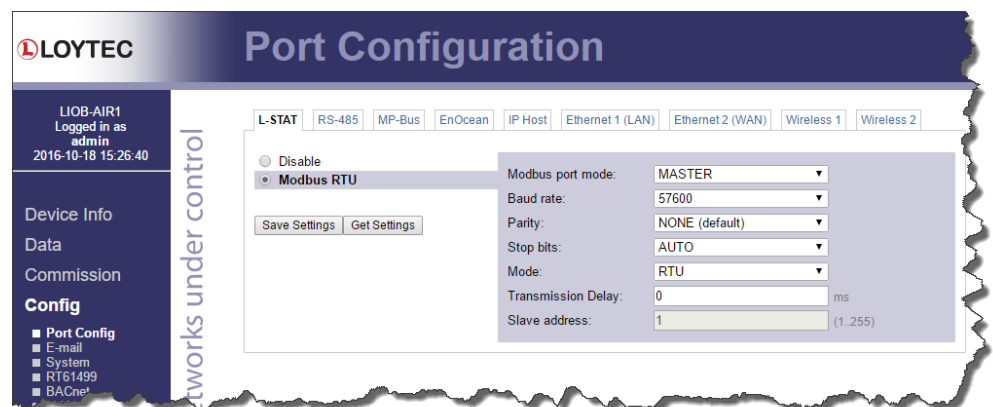 LOYTEC
Port Configuration
LIOB-AIR1
Logged in as
admin
2016-10-18 15:26:40
Device Info
Data
Commission
Config
Port Config
E-mail
System
RT61499
BACnet
tworks under control
L-STAT RS-485 MP-Bus EnOcean IP Host Ethernet 1 (LAN) Ethernet 2 (WAN) Wireless 1 Wireless 2
Disable
Modbus RTU
Save Settings Get Settings
Modbus port mode: MASTER
Baud rate: 57600
Parity: NONE (default)
Stop bits: AUTO
Mode: RTU
Transmission Delay: 0 ms
Slave address: 1 (1..255)